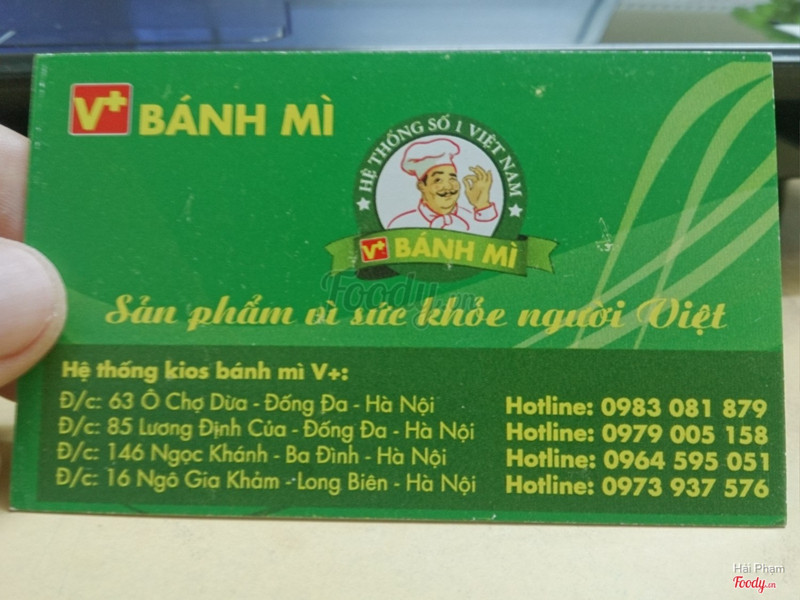 V+ BÁNH MÌ
HỆ THỐNG SỐ 1 VIỆT NAM
V+ BÁNH MÌ
Foody.vn
Sản phẩm vì sức khỏe người Việt
Hệ thống kios bánh mì V+:
Đ/c: 63 Ô Chợ Dừa - Đống Đa - Hà Nội Hotline: 0983 081 879
Đ/c: 85 Lương Định Của - Đống Đa - Hà Nội Hotline: 0979 005 158
Đ/c: 146 Ngọc Khánh - Ba Đình - Hà Nội Hotline: 0964 595 051
Đ/c: 16 Ngô Gia Khảm - Long Biên - Hà Nội Hotline: 0973 937 576
Hải Phạm
Foody.vn